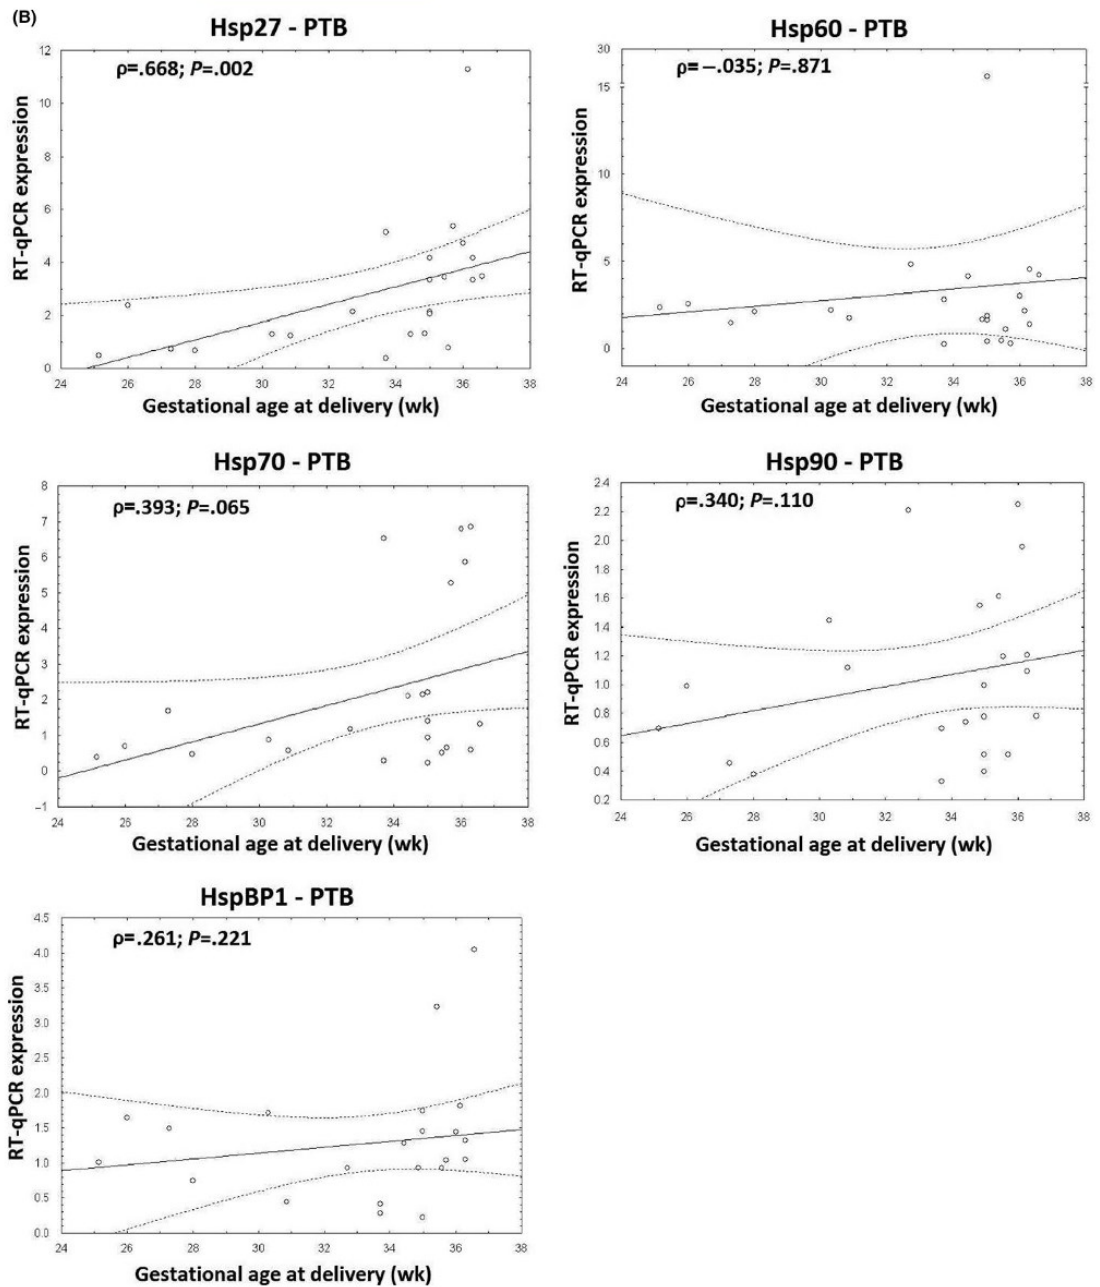 (B)
Hsp27 - PTB
ρ=.668; P=.002
RT-qPCR expression
12
10
8
6
4
2
0
24 26 28 30 32 34 36 38
Gestational age at delivery (wk)
Hsp60 - PTB
ρ=−.035; P=.871
RT-qPCR expression
30
15
10
5
0
24 26 28 30 32 34 36 38
Gestational age at delivery (wk)
Hsp70 - PTB
ρ=.393; P=.065
RT-qPCR expression
8
7
6
5
4
3
2
1
0
−1
24 26 28 30 32 34 36 38
Gestational age at delivery (wk)
Hsp90 - PTB
ρ=.340; P=.110
RT-qPCR expression
2.4
2.2
2.0
1.8
1.6
1.4
1.2
1.0
0.8
0.6
0.4
0.2
24 26 28 30 32 34 36 38
Gestational age at delivery (wk)
HspBP1 - PTB
ρ=.261; P=.221
RT-qPCR expression
4.5
4.0
3.5
3.0
2.5
2.0
1.5
1.0
0.5
0.0
24 26 28 30 32 34 36 38
Gestational age at delivery (wk)